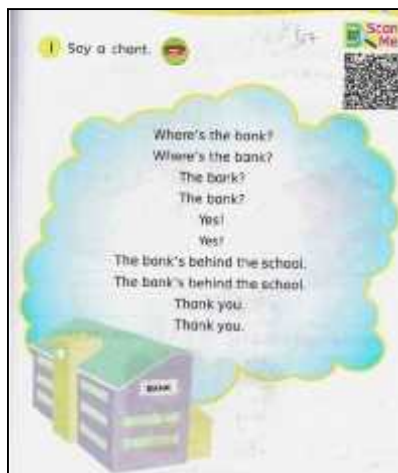 Scan
Me
1 Say a chant.
Where's the bank?
Where's the bank?
The bank?
The bank?
Yes!
Yes!
The bank's behind the school.
The bank's behind the school.
Thank you.
Thank you.
BANK